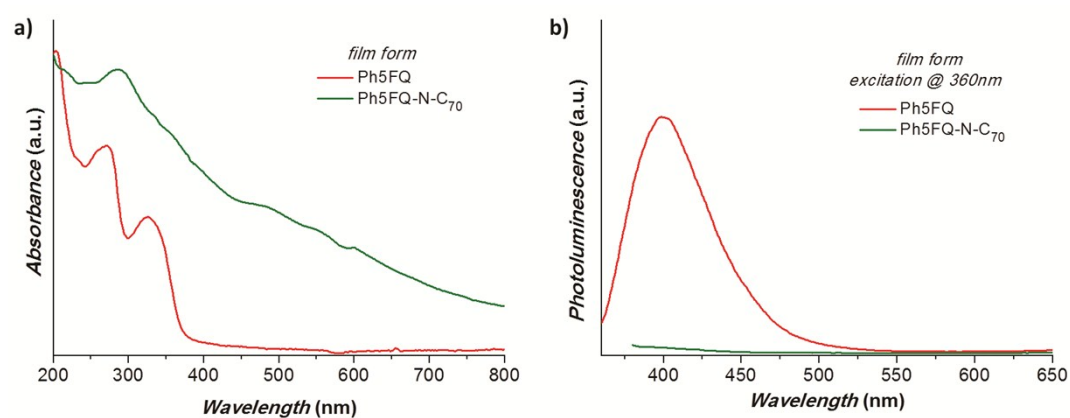 a)
film form
Ph5FQ
Ph5FQ-N-C70
Absorbance (a.u.)
200 300 400 500 600 700 800
Wavelength (nm)
b)
film form
excitation @ 360nm
Ph5FQ
Ph5FQ-N-C70
Photoluminescence (a.u.)
400 450 500 550 600 650
Wavelength (nm)